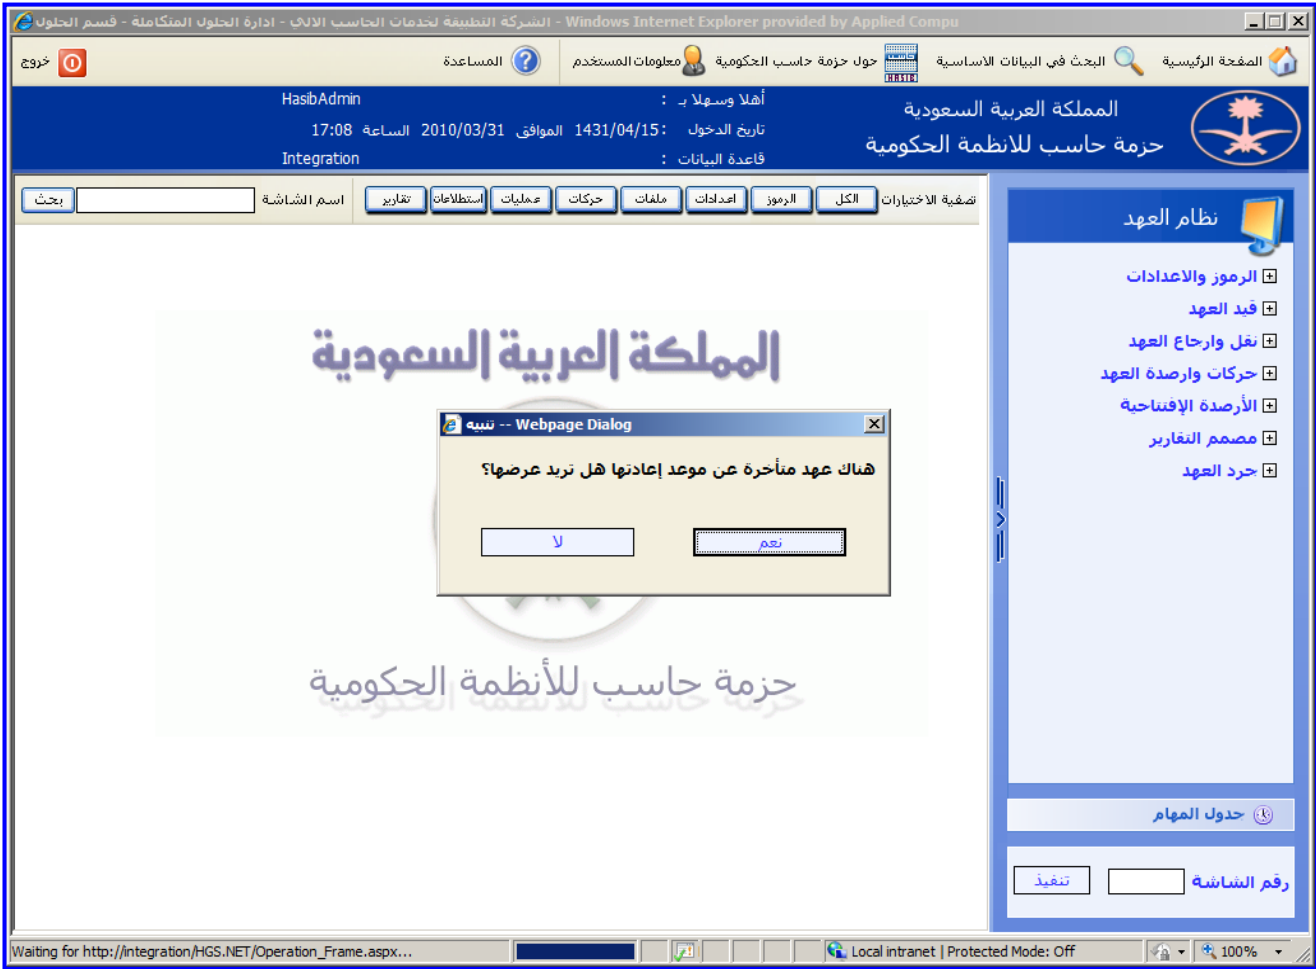 الشركة التطبيقة لخدمات الحاسب الالي - ادارة الحلول المتكاملة - قسم الحلول - Windows Internet Explorer provided by Applied Compu
الصفحة الرئيسية البحث في البيانات الاساسية حول حزمة حاسب الحكومية معلومات المستخدم المساعدة خروج
HASIB
المملكة العربية السعودية
حزمة حاسب للانظمة الحكومية
أهلا وسهلا بـ : HasibAdmin
تاريخ الدخول : 1431/04/15 الموافق 2010/03/31 الساعة 17:08
قاعدة البيانات : Integration
تصفية الاختيارات الكل الرموز اعدادات ملفات حركات عمليات استطلاعات تقارير اسم الشاشة بحث
نظام العهد
الرموز والاعدادات
قيد العهد
نقل وارجاع العهد
حركات وارصدة العهد
الأرصدة الإفتتاحية
مصمم التقارير
جرد العهد
المملكة العربية السعودية
تنبيه -- Webpage Dialog
هناك عهد متأخرة عن موعد إعادتها هل تريد عرضها؟
نعم لا
حزمة حاسب للأنظمة الحكومية
جدول المهام
رقم الشاشة تنفيذ
Waiting for http://integration/HGS.NET/Operation_Frame.aspx... Local intranet | Protected Mode: Off 100%